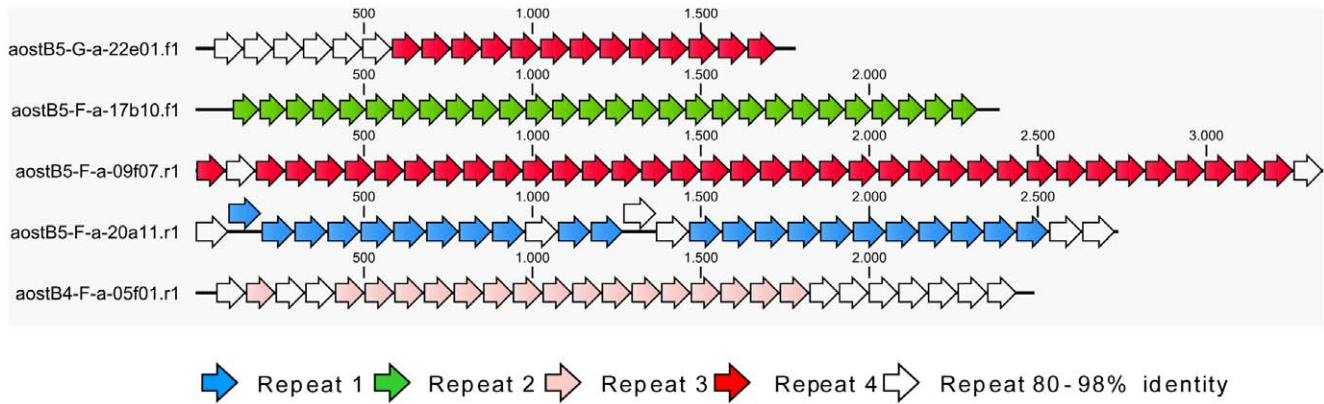 500 1.000 1.500
aostB5-G-a-22e01.f1
500 1.000 1.500 2.000
aostB5-F-a-17b10.f1
500 1.000 1.500 2.000 2.500 3.000
aostB5-F-a-09f07.r1
500 1.000 1.500 2.000 2.500
aostB5-F-a-20a11.r1
500 1.000 1.500 2.000
aostB4-F-a-05f01.r1
Repeat 1 Repeat 2 Repeat 3 Repeat 4 Repeat 80-98% identity